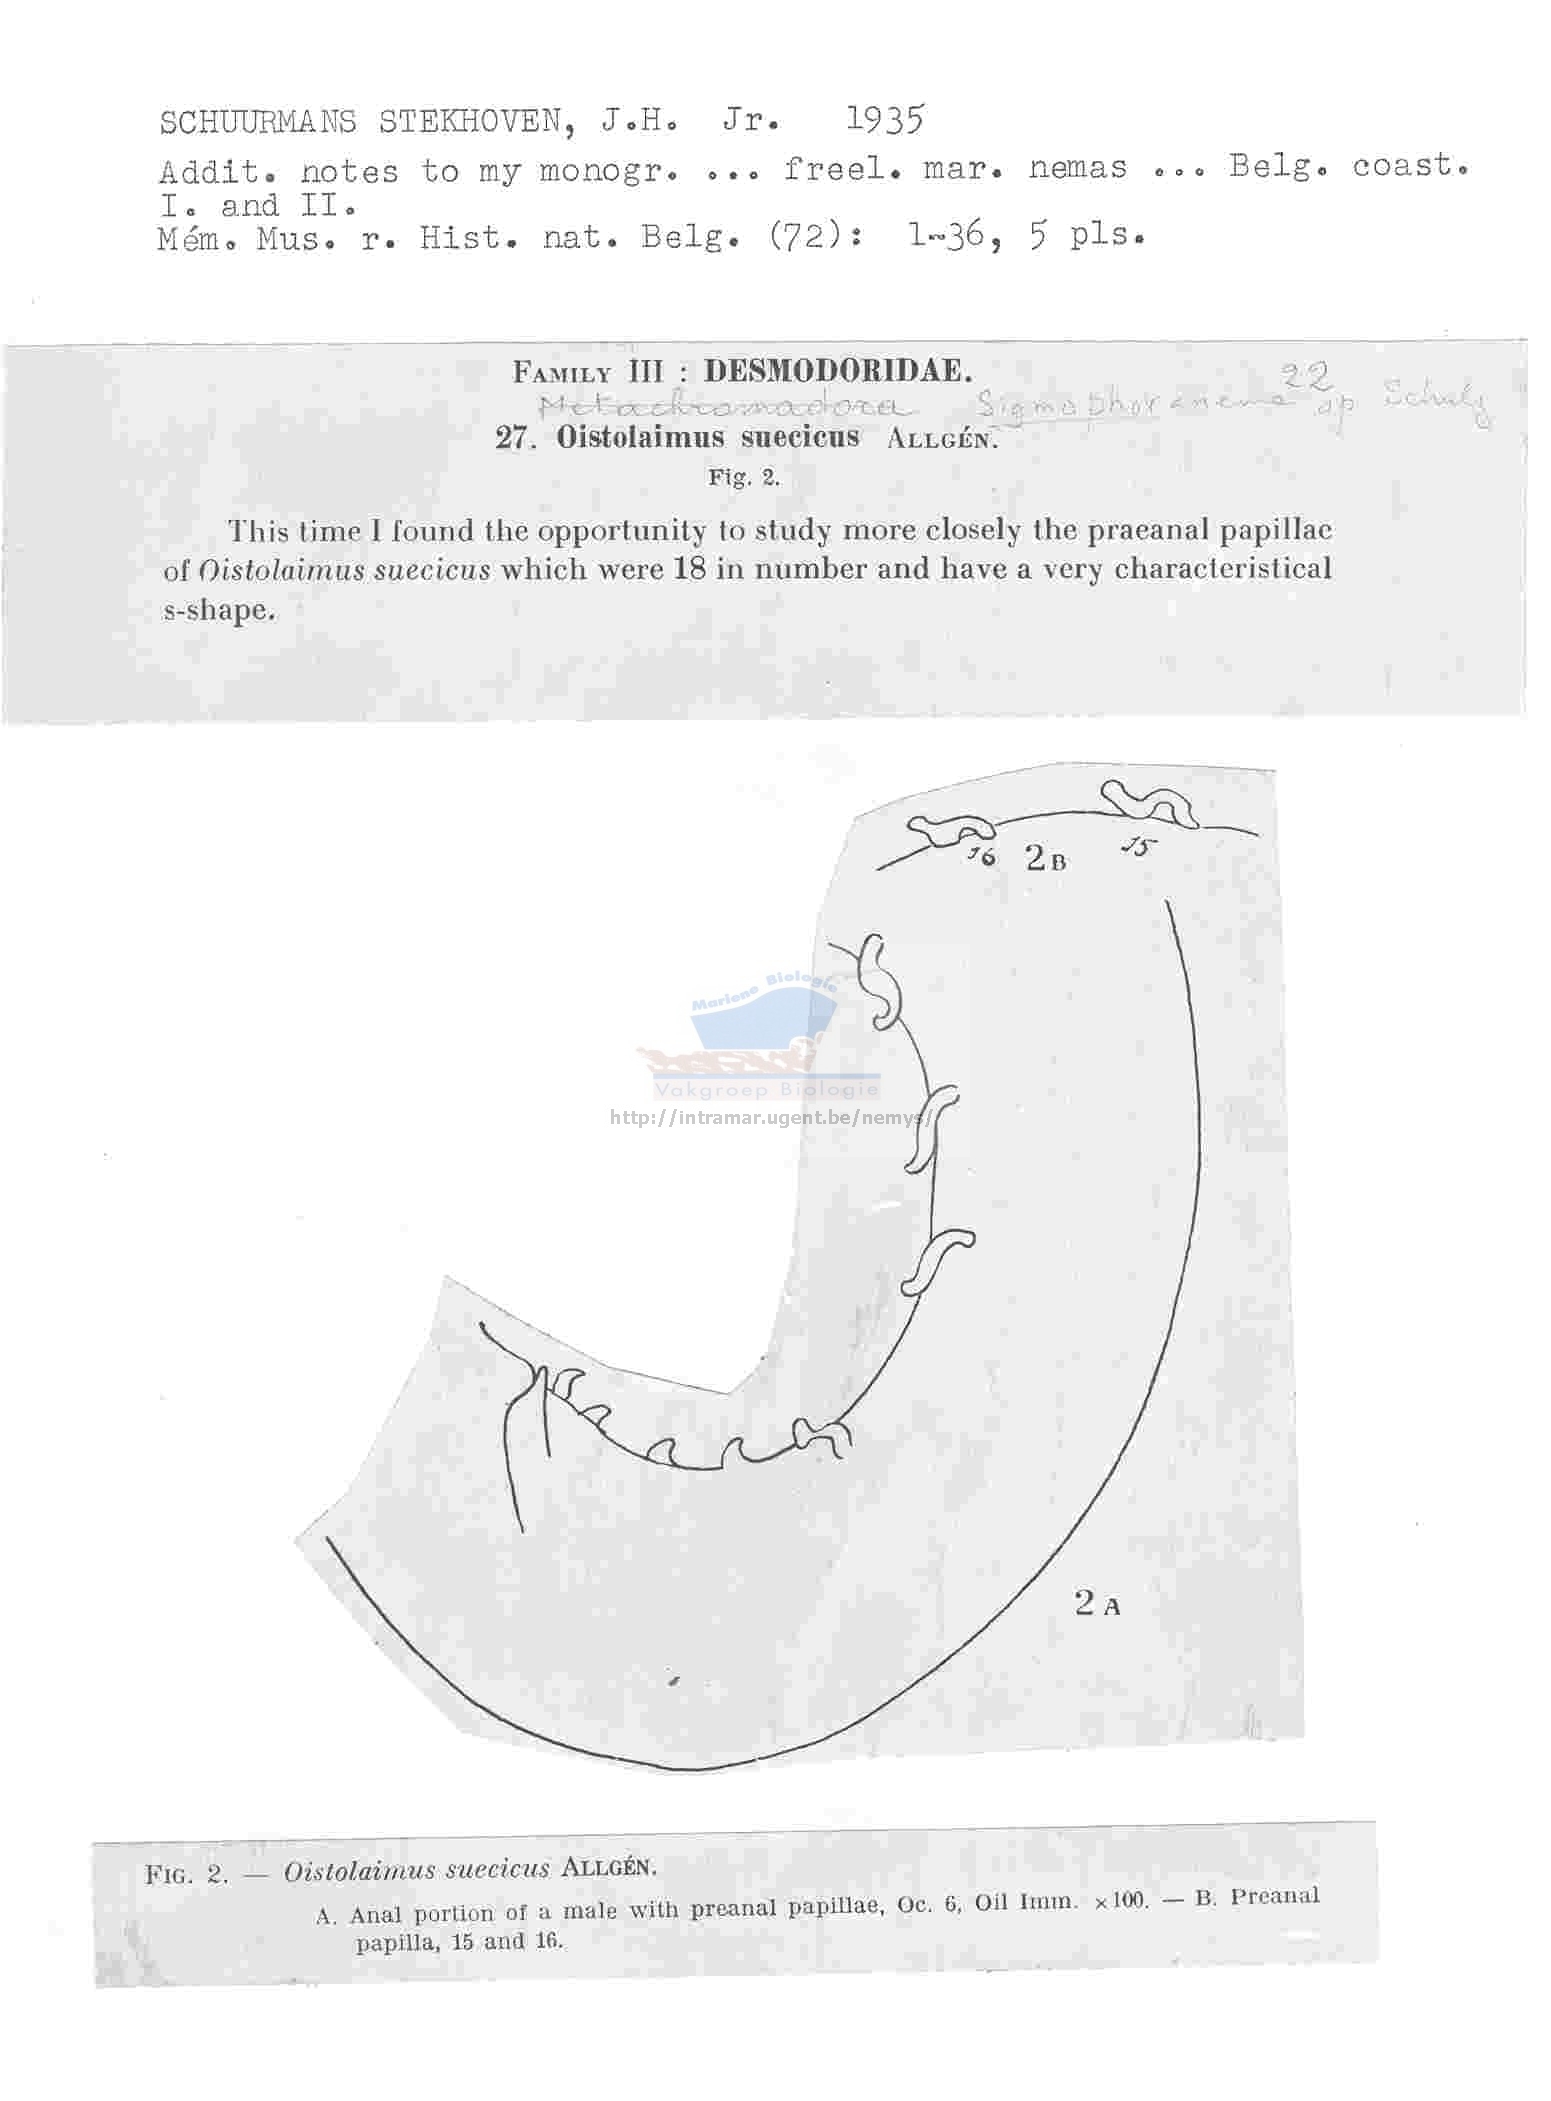 SCHUURMANS STEKHOVEN, J.H. Jr. 1935
Addit. notes to my monogr. ... freel. mar. nemas ... Belg. coast.
I. and II.
Mém. Mus. r. Hist. nat. Belg. (72): 1-36, 5 pls.
FAMILY III : DESMODORIDAE.
22
Metachromadora Sigmophoranema sp Schulz
27. Oistolaimus suecicus ALLGÉN.
Fig. 2.
This time I found the opportunity to study more closely the praeanal papillae
of Oistolaimus suecicus which were 18 in number and have a very characteristical
s-shape.
16 2B 15
Mariene Biologie
Vakgroep Biologie
http://intramar.ugent.be/nemys/
2 A
FIG. 2. — Oistolaimus suecicus ALLGÉN.
A. Anal portion of a male with preanal papillae, Oc. 6, Oil Imm. ×100. — B. Preanal
papilla, 15 and 16.